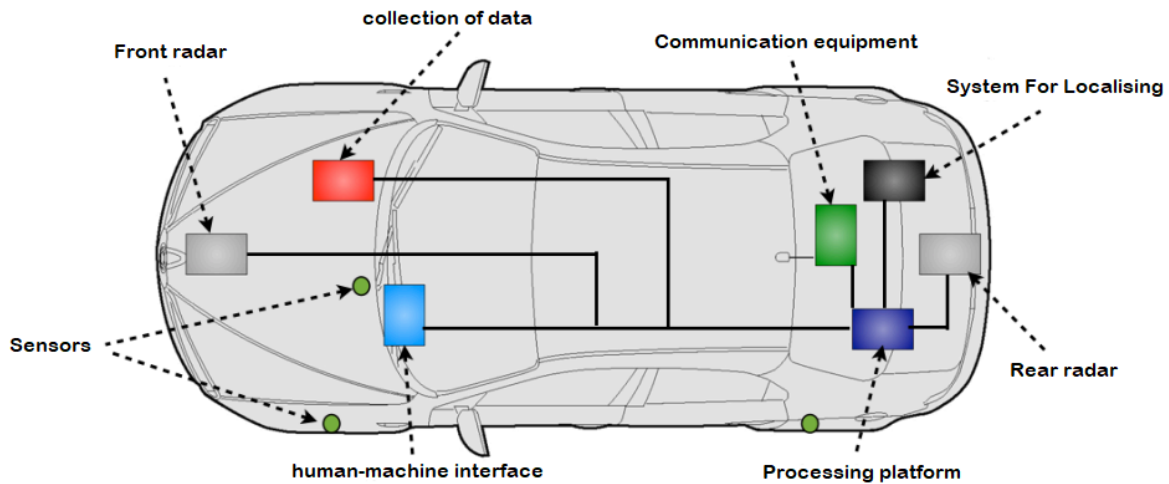 collection of data
Front radar
Communication equipment
System For Localising
Sensors
Rear radar
human-machine interface
Processing platform